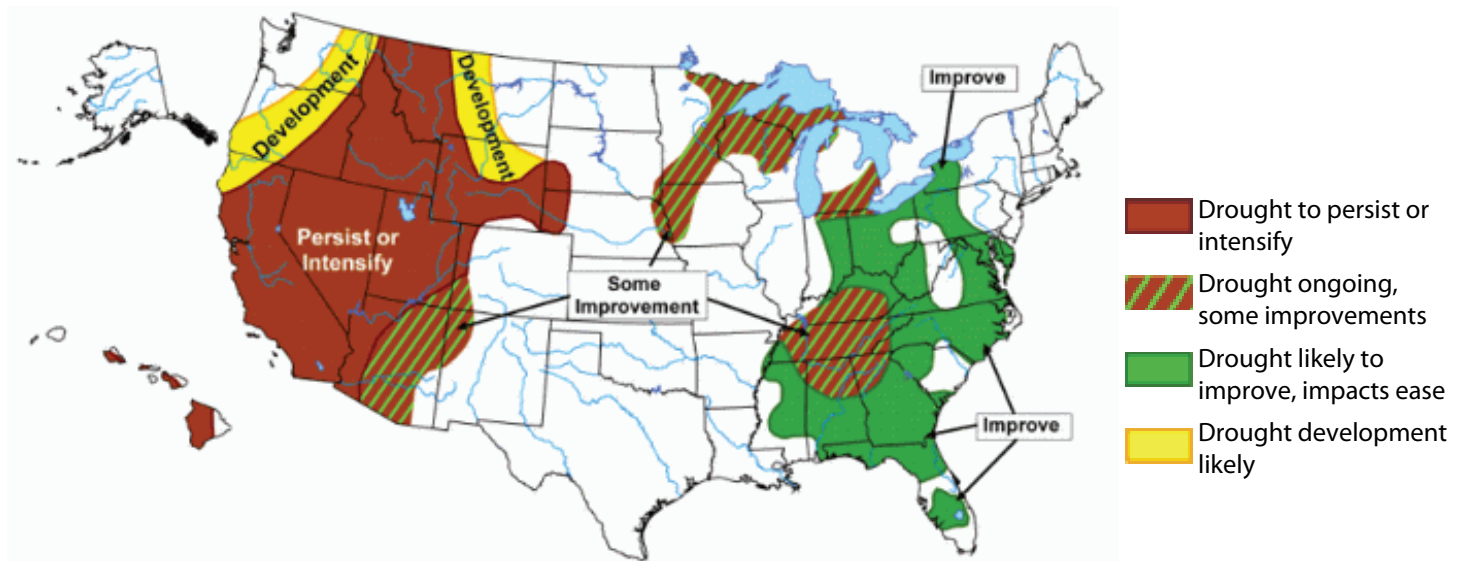 Development
Development
Improve
Persist or
Intensify
Some
Improvement
Improve
Drought to persist or
intensify
Drought ongoing,
some improvements
Drought likely to
improve, impacts ease
Drought development
likely